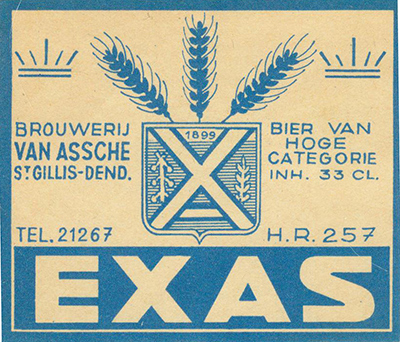 1899
BROUWERIJ
VAN ASSCHE
ST GILLIS-DEND.
BIER VAN
HOGE
CATEGORIE
INH. 33 CL.
TEL. 21267
H.R. 257
EXAS